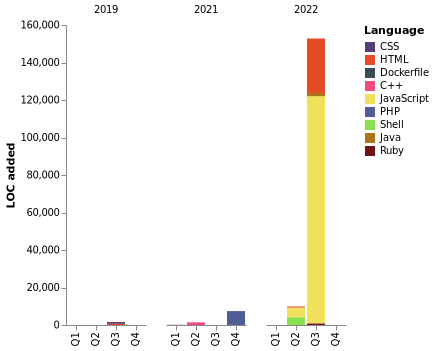 2019 2021 2022
LOC added
160,000
140,000
120,000
100,000
80,000
60,000
40,000
20,000
0
Q1 Q2 Q3 Q4 Q1 Q2 Q3 Q4 Q1 Q2 Q3 Q4
Language
CSS
HTML
Dockerfile
C++
JavaScript
PHP
Shell
Java
Ruby